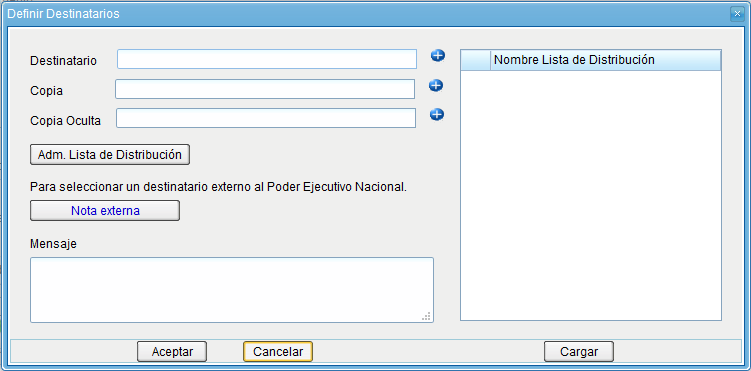 Definir Destinatarios
Destinatario
Copia
Copia Oculta
Adm. Lista de Distribución
Para seleccionar un destinatario externo al Poder Ejecutivo Nacional.
Nota externa
Mensaje
Nombre Lista de Distribución
Aceptar
Cancelar
Cargar